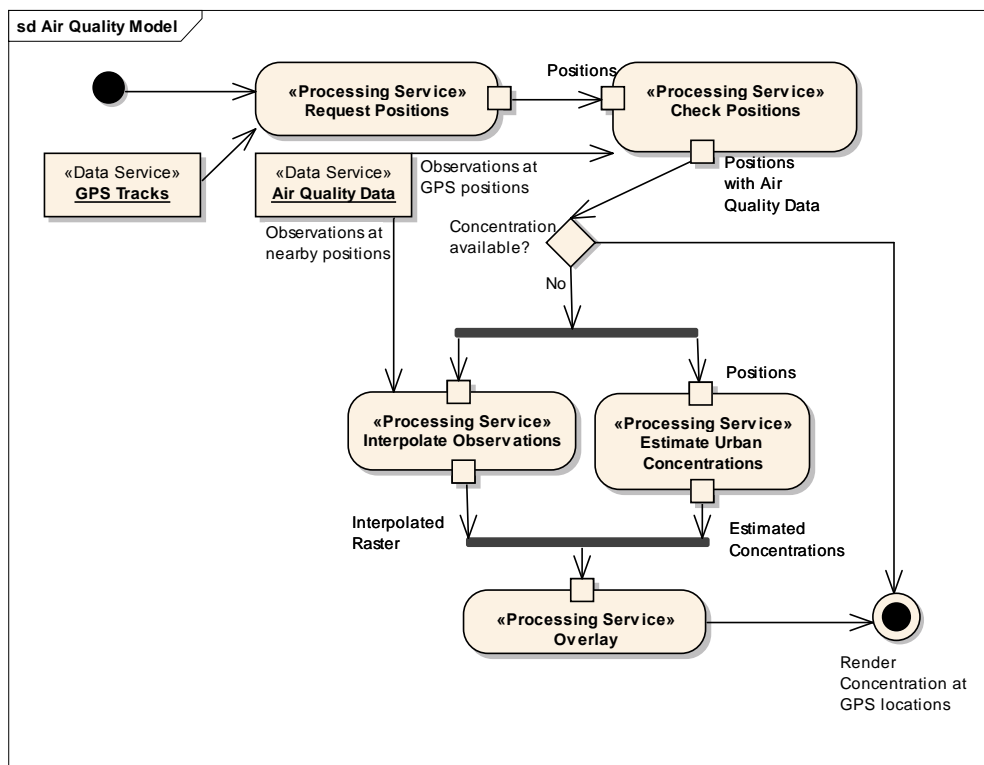 sd Air Quality Model
«Processing Service»
Request Positions
Positions
«Processing Service»
Check Positions
«Data Service»
GPS Tracks
«Data Service»
Air Quality Data
Observations at
GPS positions
Positions
with Air
Quality Data
Observations at
nearby positions
Concentration
available?
No
Positions
«Processing Service»
Interpolate Observations
«Processing Service»
Estimate Urban
Concentrations
Interpolated
Raster
Estimated
Concentrations
«Processing Service»
Overlay
Render
Concentration at
GPS locations